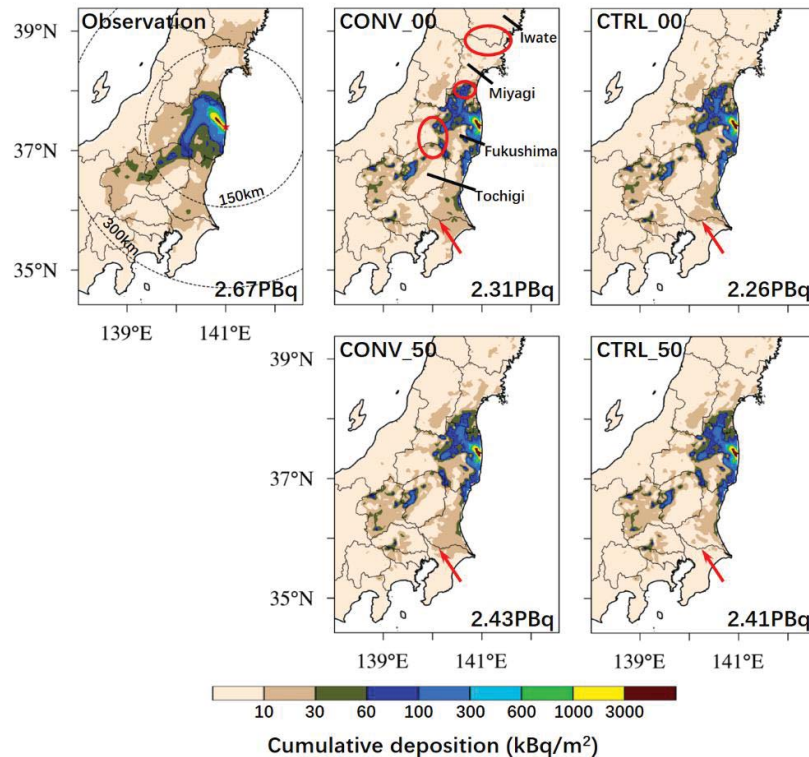 Observation
CONV_00
CTRL_00
39°N
37°N
35°N
Iwate
Miyagi
Fukushima
Tochigi
150km
300km
2.67PBq
2.31PBq
2.26PBq
139°E
141°E
CONV_50
CTRL_50
39°N
37°N
35°N
2.43PBq
2.41PBq
139°E
141°E
139°E
141°E
10 30 60 100 300 600 1000 3000
Cumulative deposition (kBq/m²)